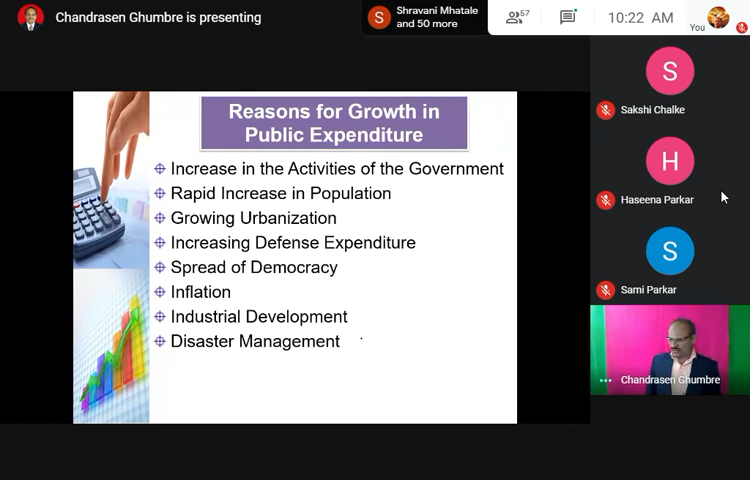 Chandrasen Ghumbre is presenting
S
Shravani Mhatale
and 50 more
57
10:22 AM
You
Reasons for Growth in
Public Expenditure
Increase in the Activities of the Government
Rapid Increase in Population
Growing Urbanization
Increasing Defense Expenditure
Spread of Democracy
Inflation
Industrial Development
Disaster Management
S
Sakshi Chalke
H
Haseena Parkar
S
Sami Parkar
Chandrasen Ghumbre